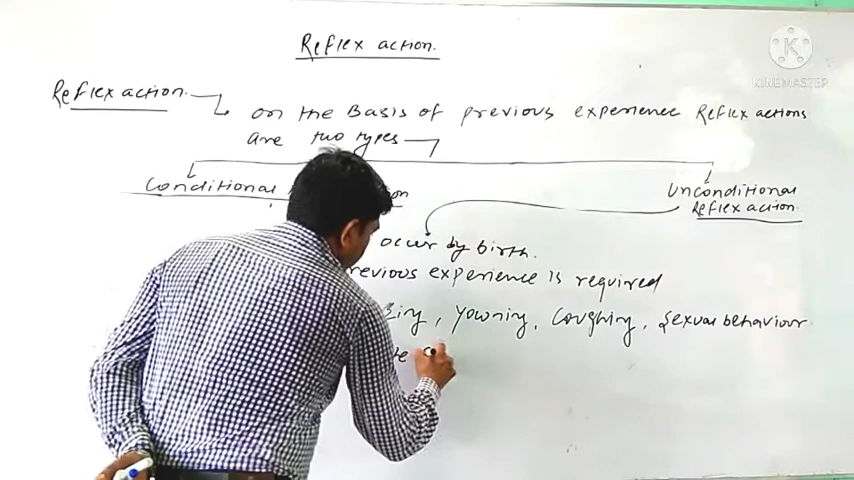 Reflex action.
Reflex action
on the Basis of previous experience Reflex actions
are two types
Conditional
Unconditional
Reflex action.
occur by birth.
revious experience is required
, Yowning, Coughing, Sexual behaviour
KINEMASTER